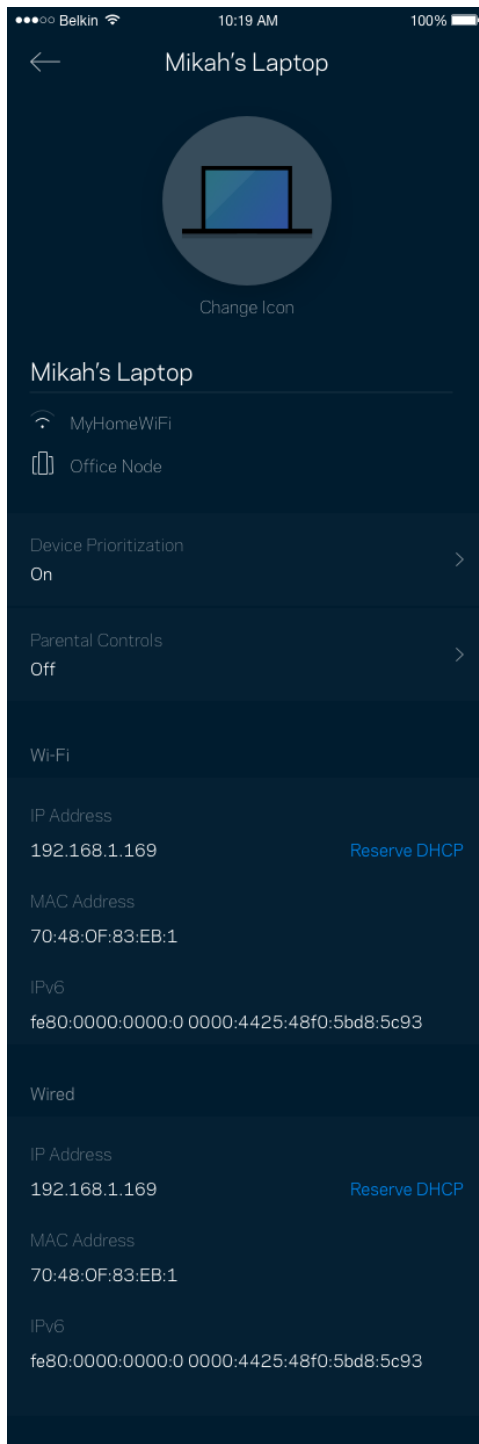 Belkin 10:19 AM 100%
Mikah's Laptop
Change Icon
Mikah's Laptop
MyHomeWiFi
Office Node
Device Prioritization
On
Parental Controls
Off
Wi-Fi
IP Address
192.168.1.169 Reserve DHCP
MAC Address
70:48:0F:83:EB:1
IPv6
fe80:0000:0000:0 0000:4425:48f0:5bd8:5c93
Wired
IP Address
192.168.1.169 Reserve DHCP
MAC Address
70:48:0F:83:EB:1
IPv6
fe80:0000:0000:0 0000:4425:48f0:5bd8:5c93